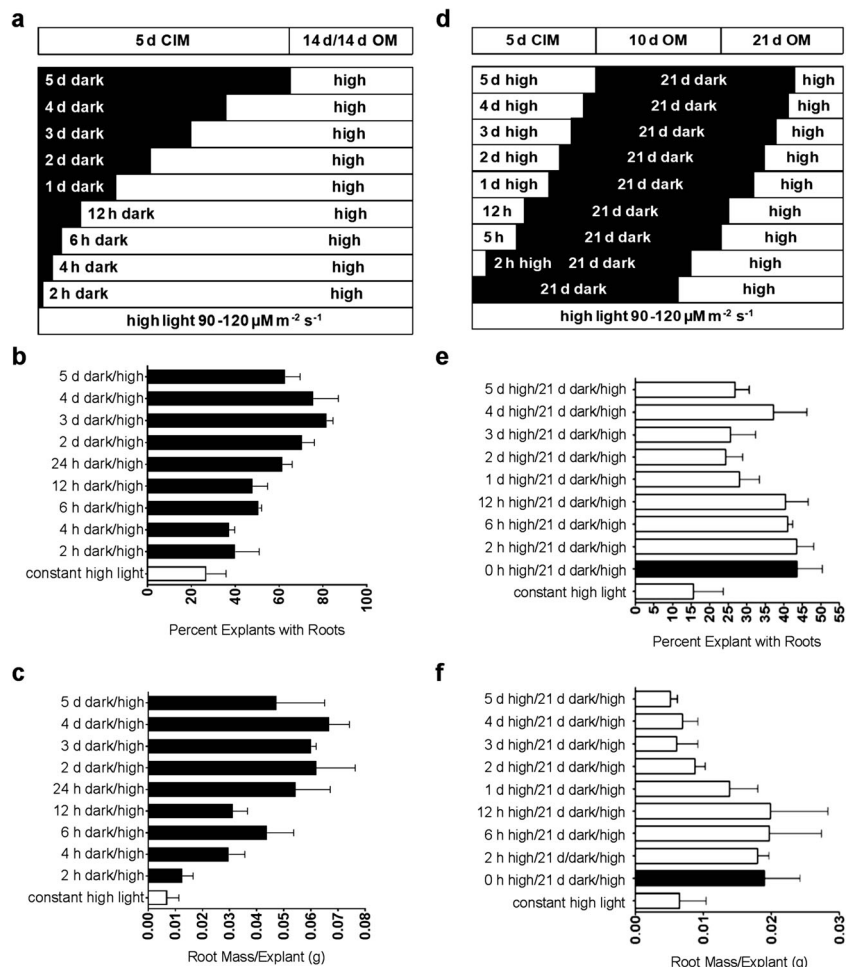 a
5 d CIM 14 d/14 d OM
5 d dark high
4 d dark high
3 d dark high
2 d dark high
1 d dark high
12 h dark high
6 h dark high
4 h dark high
2 h dark high
high light 90-120 µM m⁻² s⁻¹
b
5 d dark/high
4 d dark/high
3 d dark/high
2 d dark/high
24 h dark/high
12 h dark/high
6 h dark/high
4 h dark/high
2 h dark/high
constant high light
0 20 40 60 80 100
Percent Explants with Roots
c
5 d dark/high
4 d dark/high
3 d dark/high
2 d dark/high
24 h dark/high
12 h dark/high
6 h dark/high
4 h dark/high
2 h dark/high
constant high light
0.00 0.01 0.02 0.03 0.04 0.05 0.06 0.07 0.08
Root Mass/Explant (g)
d
5 d CIM 10 d OM 21 d OM
5 d high 21 d dark high
4 d high 21 d dark high
3 d high 21 d dark high
2 d high 21 d dark high
1 d high 21 d dark high
12 h 21 d dark high
5 h 21 d dark high
2 h high 21 d dark high
21 d dark high
high light 90-120 µM m⁻² s⁻¹
e
5 d high/21 d dark/high
4 d high/21 d dark/high
3 d high/21 d dark/high
2 d high/21 d dark/high
1 d high/21 d dark/high
12 h high/21 d dark/high
6 h high/21 d dark/high
2 h high/21 d dark/high
0 h high/21 d dark/high
constant high light
0 5 10 15 20 25 30 35 40 45 50 55
Percent Explant with Roots
f
5 d high/21 d dark/high
4 d high/21 d dark/high
3 d high/21 d dark/high
2 d high/21 d dark/high
1 d high/21 d dark/high
12 h high/21 d dark/high
6 h high/21 d dark/high
2 h high/21 d/dark/high
0 h high/21 d dark/high
constant high light
0.00 0.01 0.02 0.03
Root Mass/Explant (g)